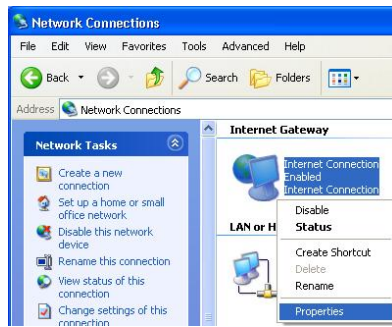 Network Connections
File Edit View Favorites Tools Advanced Help
Back Search Folders
Address Network Connections
Network Tasks
Create a new
connection
Set up a home or small
office network
Disable this network
device
Rename this connection
View status of this
connection
Change settings of this
connection
Internet Gateway
Internet Connection
Enabled
Internet Connection
LAN or H
Disable
Status
Create Shortcut
Delete
Rename
Properties